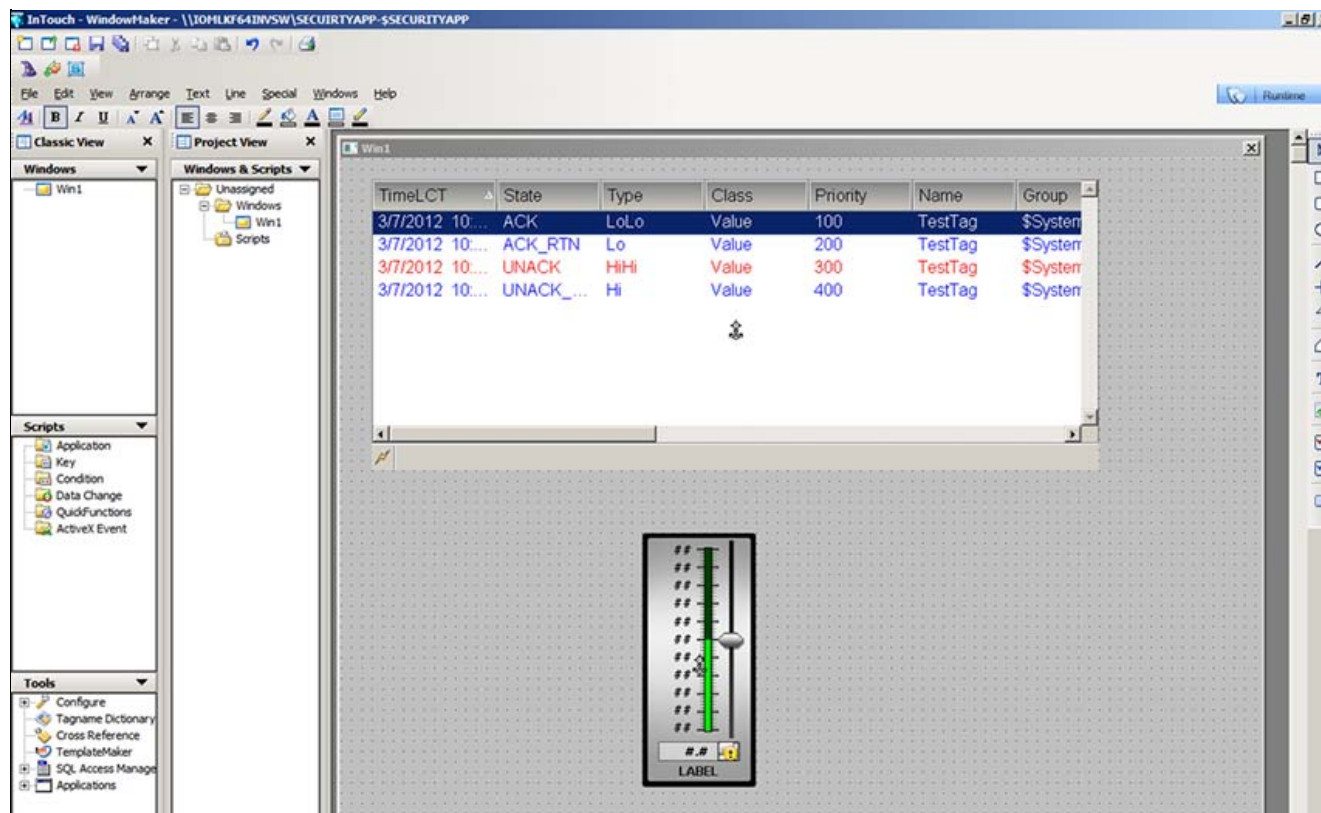 InTouch - WindowMaker - \\IOMLKF64INVSW\SECUIRTYAPP-$SECURITYAPP
File Edit View Arrange Text Line Special Windows Help
Runtime
B I U A A A
Classic View X Project View X
Win1
Windows
Windows & Scripts
Win1
Unassigned
Windows
Win1
Scripts
TimeLCT State Type Class Priority Name Group
3/7/2012 10:... ACK LoLo Value 100 TestTag $System
3/7/2012 10:... ACK_RTN Lo Value 200 TestTag $System
3/7/2012 10:... UNACK HiHi Value 300 TestTag $System
3/7/2012 10:... UNACK_... Hi Value 400 TestTag $System
Scripts
Application
Key
Condition
Data Change
QuickFunctions
ActiveX Event
##
##
##
##
##
##
##
##
##
##
##
#.#
LABEL
Tools
Configure
Tagname Dictionary
Cross Reference
TemplateMaker
SQL Access Manage
Applications